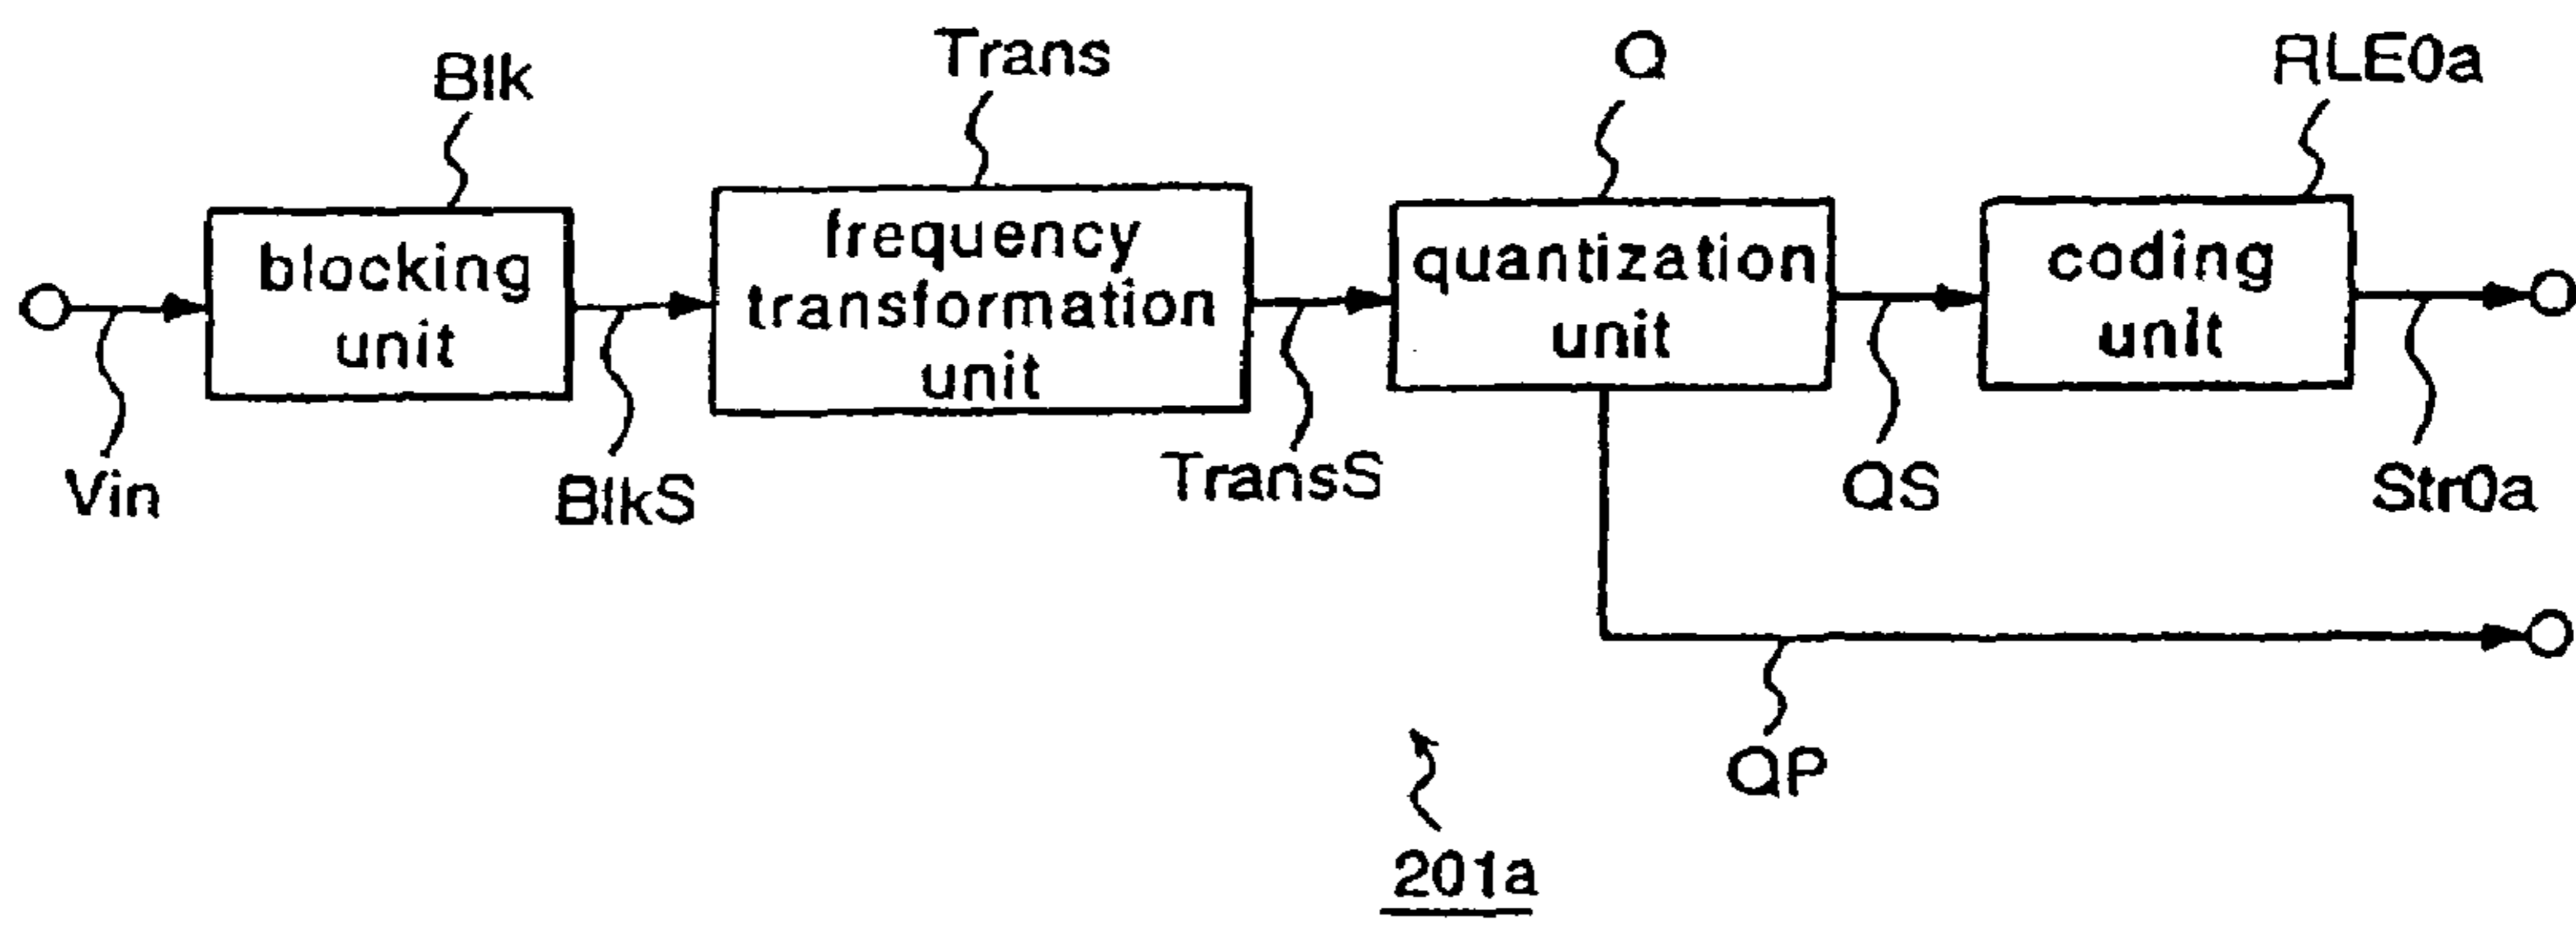 Blk
Trans
Q
RLE0a
blocking
unit
frequency
transformation
unit
quantization
unit
coding
unit
Vin
BlkS
TransS
QS
Str0a
QP
201a